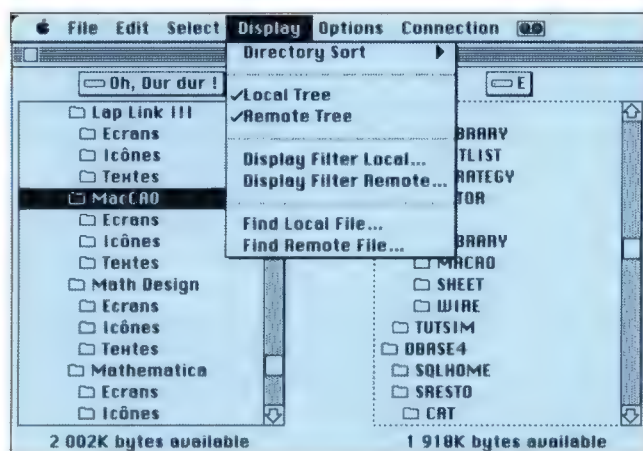 File Edit Select Display Options Connection
Directory Sort
Local Tree
Remote Tree
Display Filter Local...
Display Filter Remote...
Find Local File...
Find Remote File...
Oh, Dur dur !
Lap Link III
Ecrans
Icônes
Textes
MacCAO
Ecrans
Icônes
Textes
Math Design
Ecrans
Icônes
Textes
Mathematica
Ecrans
Icônes
2 002K bytes available
E
BRARY
TLIST
RATEGY
TOR
BRARY
MACRO
SHEET
WIRE
TUTSIM
DBASE4
SQLHOME
SRESTO
CAT
1 918K bytes available